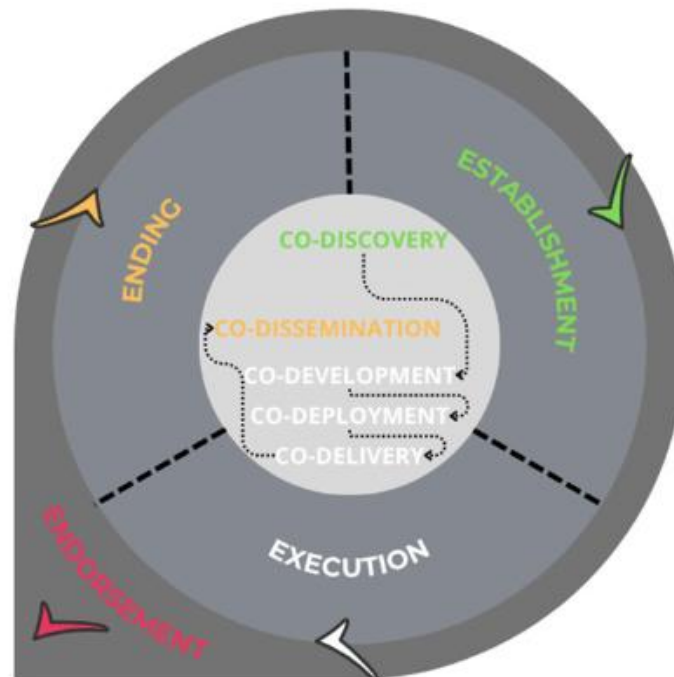 ESTABLISHMENT
ENDING
CO-DISCOVERY
CO-DISSEMINATION
CO-DEVELOPMENT
CO-DEPLOYMENT
CO-DELIVERY
EXECUTION
ENDORSEMENT